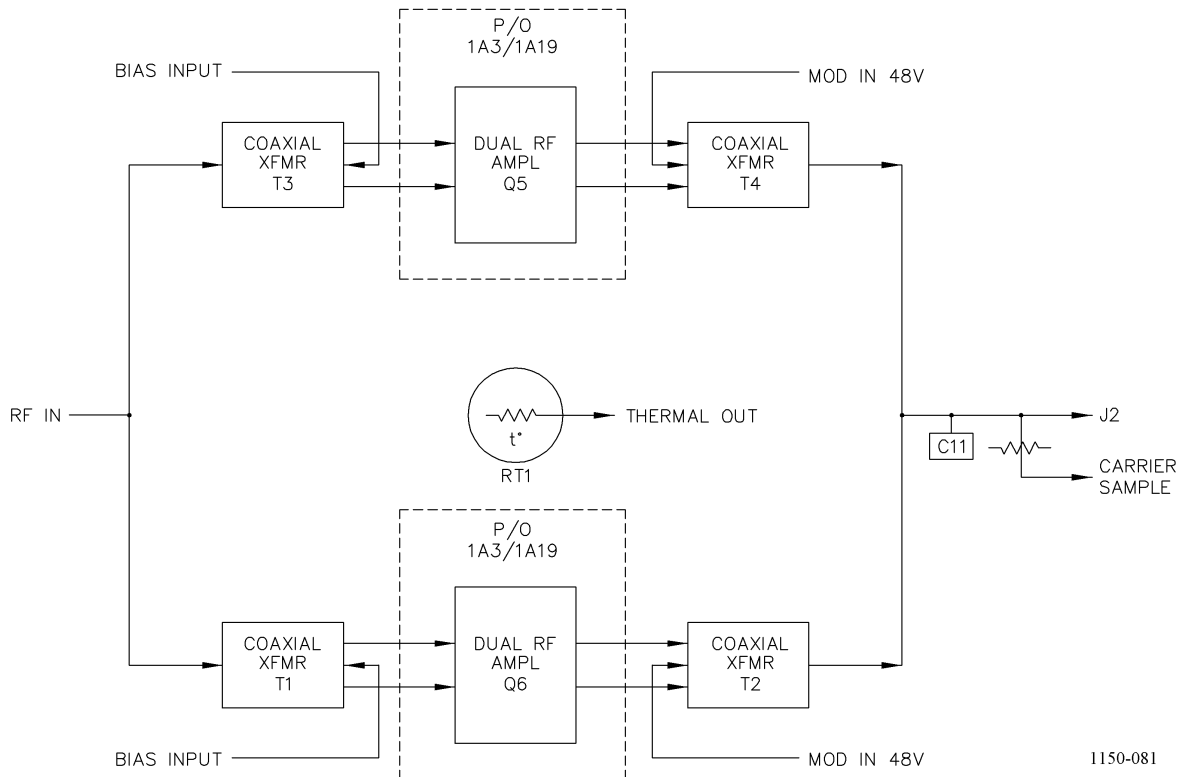 P/O
1A3/1A19
BIAS INPUT
MOD IN 48V
COAXIAL
XFMR
T3
DUAL RF
AMPL
Q5
COAXIAL
XFMR
T4
RF IN
t°
RT1
THERMAL OUT
C11
J2
CARRIER
SAMPLE
P/O
1A3/1A19
COAXIAL
XFMR
T1
DUAL RF
AMPL
Q6
COAXIAL
XFMR
T2
BIAS INPUT
MOD IN 48V
1150-081